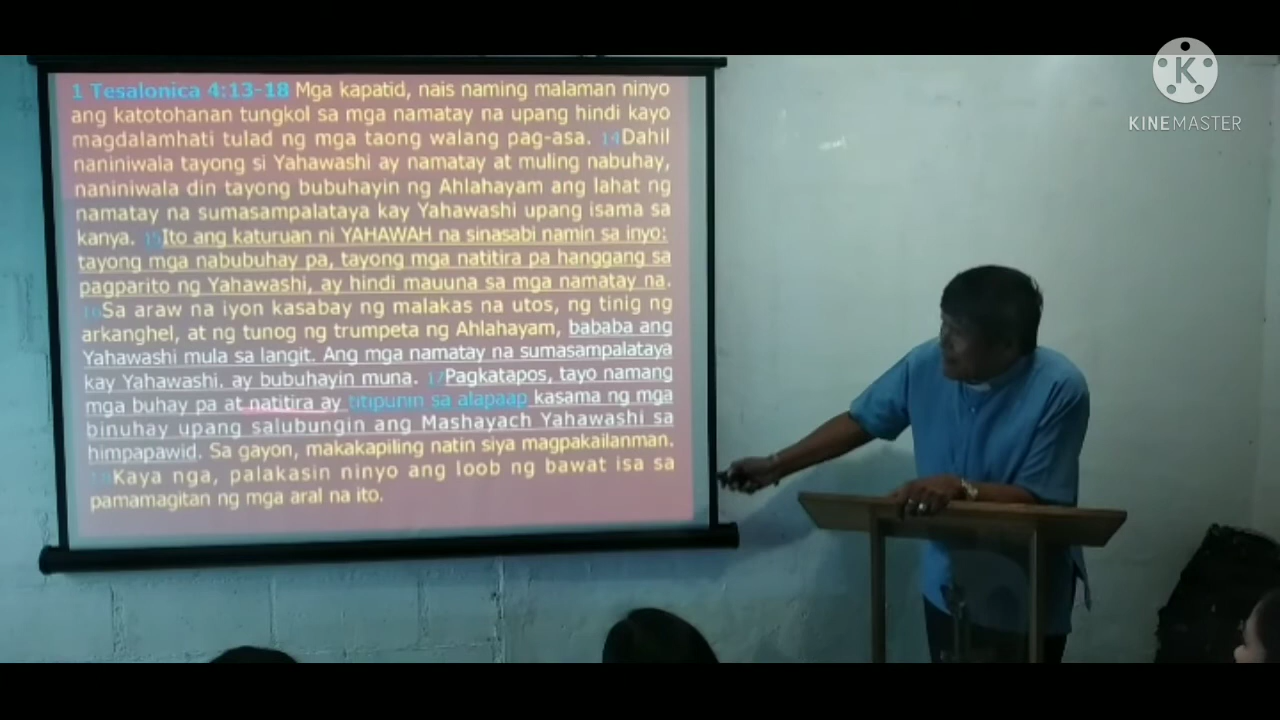 1 Tesalonica 4:13-18 Mga kapatid, nais naming malaman ninyo
ang katotohanan tungkol sa mga namatay na upang hindi kayo
magdalamhati tulad ng mga taong walang pag-asa. 14Dahil
naniniwala tayong si Yahawashi ay namatay at muling nabuhay,
naniniwala din tayong bubuhayin ng Ahlahayam ang lahat ng
namatay na sumasampalataya kay Yahawashi upang isama sa
kanya. 15Ito ang katuruan ni YAHAWAH na sinasabi namin sa inyo:
tayong mga nabubuhay pa, tayong mga natitira pa hanggang sa
pagparito ng Yahawashi, ay hindi mauuna sa mga namatay na.
16Sa araw na iyon kasabay ng malakas na utos, ng tinig ng
arkanghel, at ng tunog ng trumpeta ng Ahlahayam, bababa ang
Yahawashi mula sa langit. Ang mga namatay na sumasampalataya
kay Yahawashi, ay bubuhayin muna. 17Pagkatapos, tayo namang
mga buhay pa at natitira ay titipunin sa alapaap kasama ng mga
binuhay upang salubungin ang Mashayach Yahawashi sa
himpapawid. Sa gayon, makakapiling natin siya magpakailanman.
18Kaya nga, palakasin ninyo ang loob ng bawat isa sa
pamamagitan ng mga aral na ito.
K
KINEMASTER